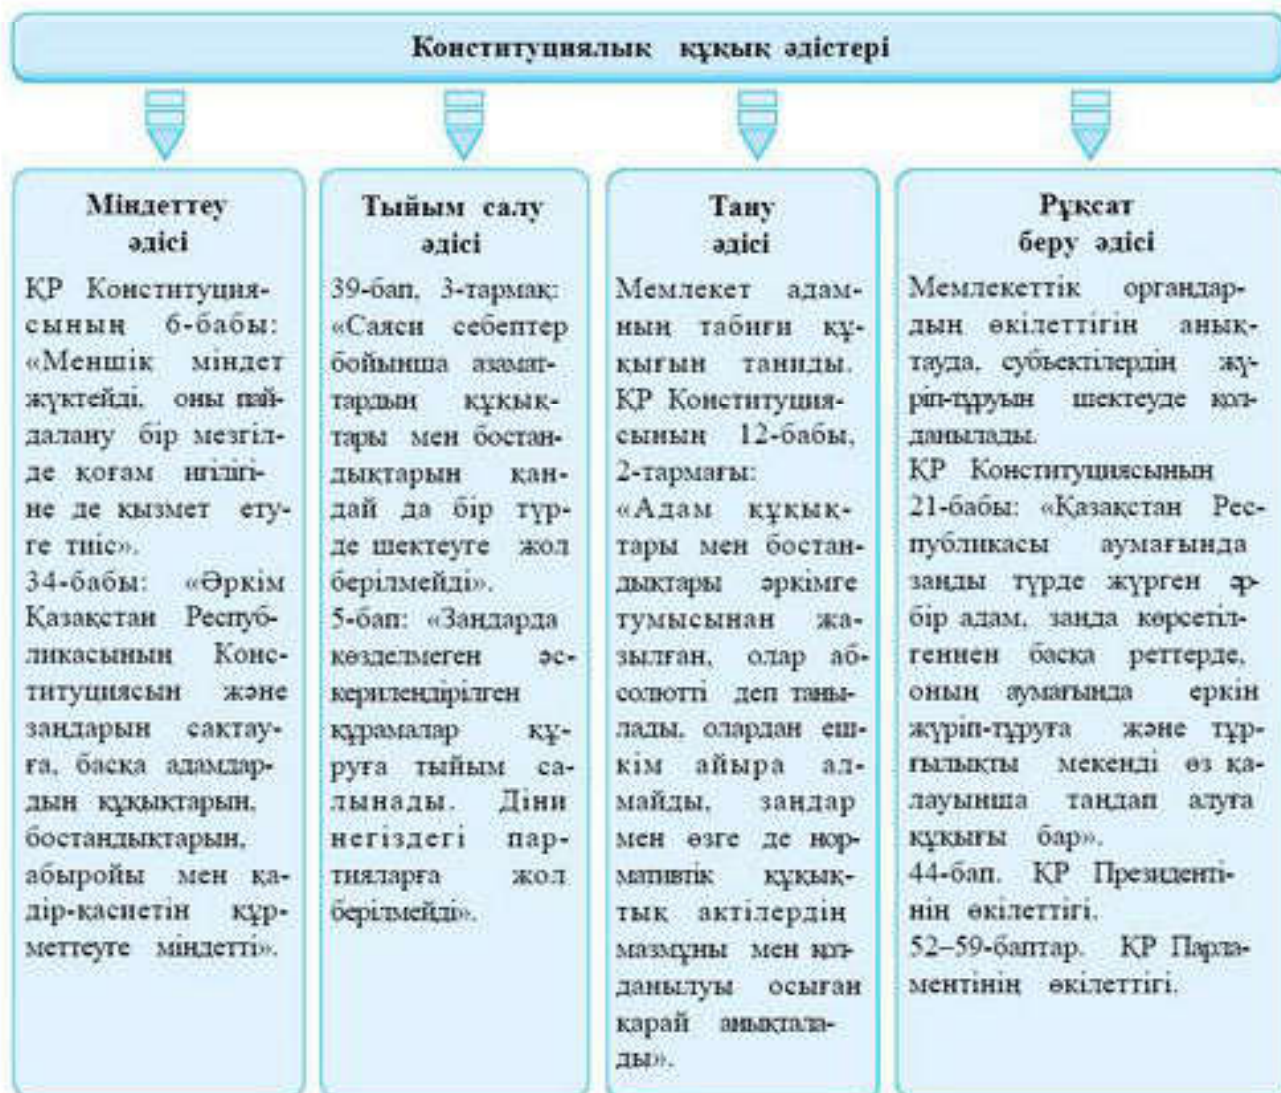 Конституциялық құқық әдістері
Міндеттеу
әдісі
ҚР Конституция-
сының 6-бабы:
«Меншік міндет
жүктейді, оны пай-
далану бір мезгіл-
де қоғам игілігі-
не де қызмет ету-
ге тиіс».
34-бабы: «Әркім
Қазақстан Респуб-
ликасының Конс-
титуциясын және
заңдарын сақтау-
ға, басқа адамдар-
дың құқықтарын,
бостандықтарын,
абыройы мен қа-
дір-қасиетін құр-
меттеуге міндетті».
Тыйым салу
әдісі
39-бап, 3-тармақ:
«Саяси себептер
бойынша азамат-
тардың құқық-
тары мен бостан-
дықтарын қан-
дай да бір түр-
де шектеуге жол
берілмейді».
5-бап: «Заңдарда
көзделмеген әс-
керилендірілген
құрамалар құ-
руға тыйым са-
лынады. Діни
негіздегі пар-
тияларға жол
берілмейді».
Тану
әдісі
Мемлекет адам-
ның табиғи құ-
қығын таниды.
ҚР Конституция-
сының 12-бабы,
2-тармағы:
«Адам құқық-
тары мен бостан-
дықтары әркімге
тумысынан жа-
зылған, олар аб-
солютті деп таны-
лады, олардан еш-
кім айыра ал-
майды, заңдар
мен өзге де нор-
мативтік құқық-
тық актілердің
мазмұны мен қол-
данылуы осыған
қарай анықтала-
ды».
Рұқсат
беру әдісі
Мемлекеттік органдар-
дың өкілеттігін анық-
тауда, субъектілердің жү-
ріп-тұруын шектеуде қол-
данылады.
ҚР Конституциясының
21-бабы: «Қазақстан Рес-
публикасы аумағында
заңды түрде жүрген әр-
бір адам, заңда көрсетіл-
геннен басқа реттерде,
оның аумағында еркін
жүріп-тұруға және тұр-
ғылықты мекенді өз қа-
лауынша таңдап алуға
құқығы бар».
44-бап. ҚР Президенті-
нің өкілеттігі.
52–59-баптар. ҚР Парла-
ментінің өкілеттігі.